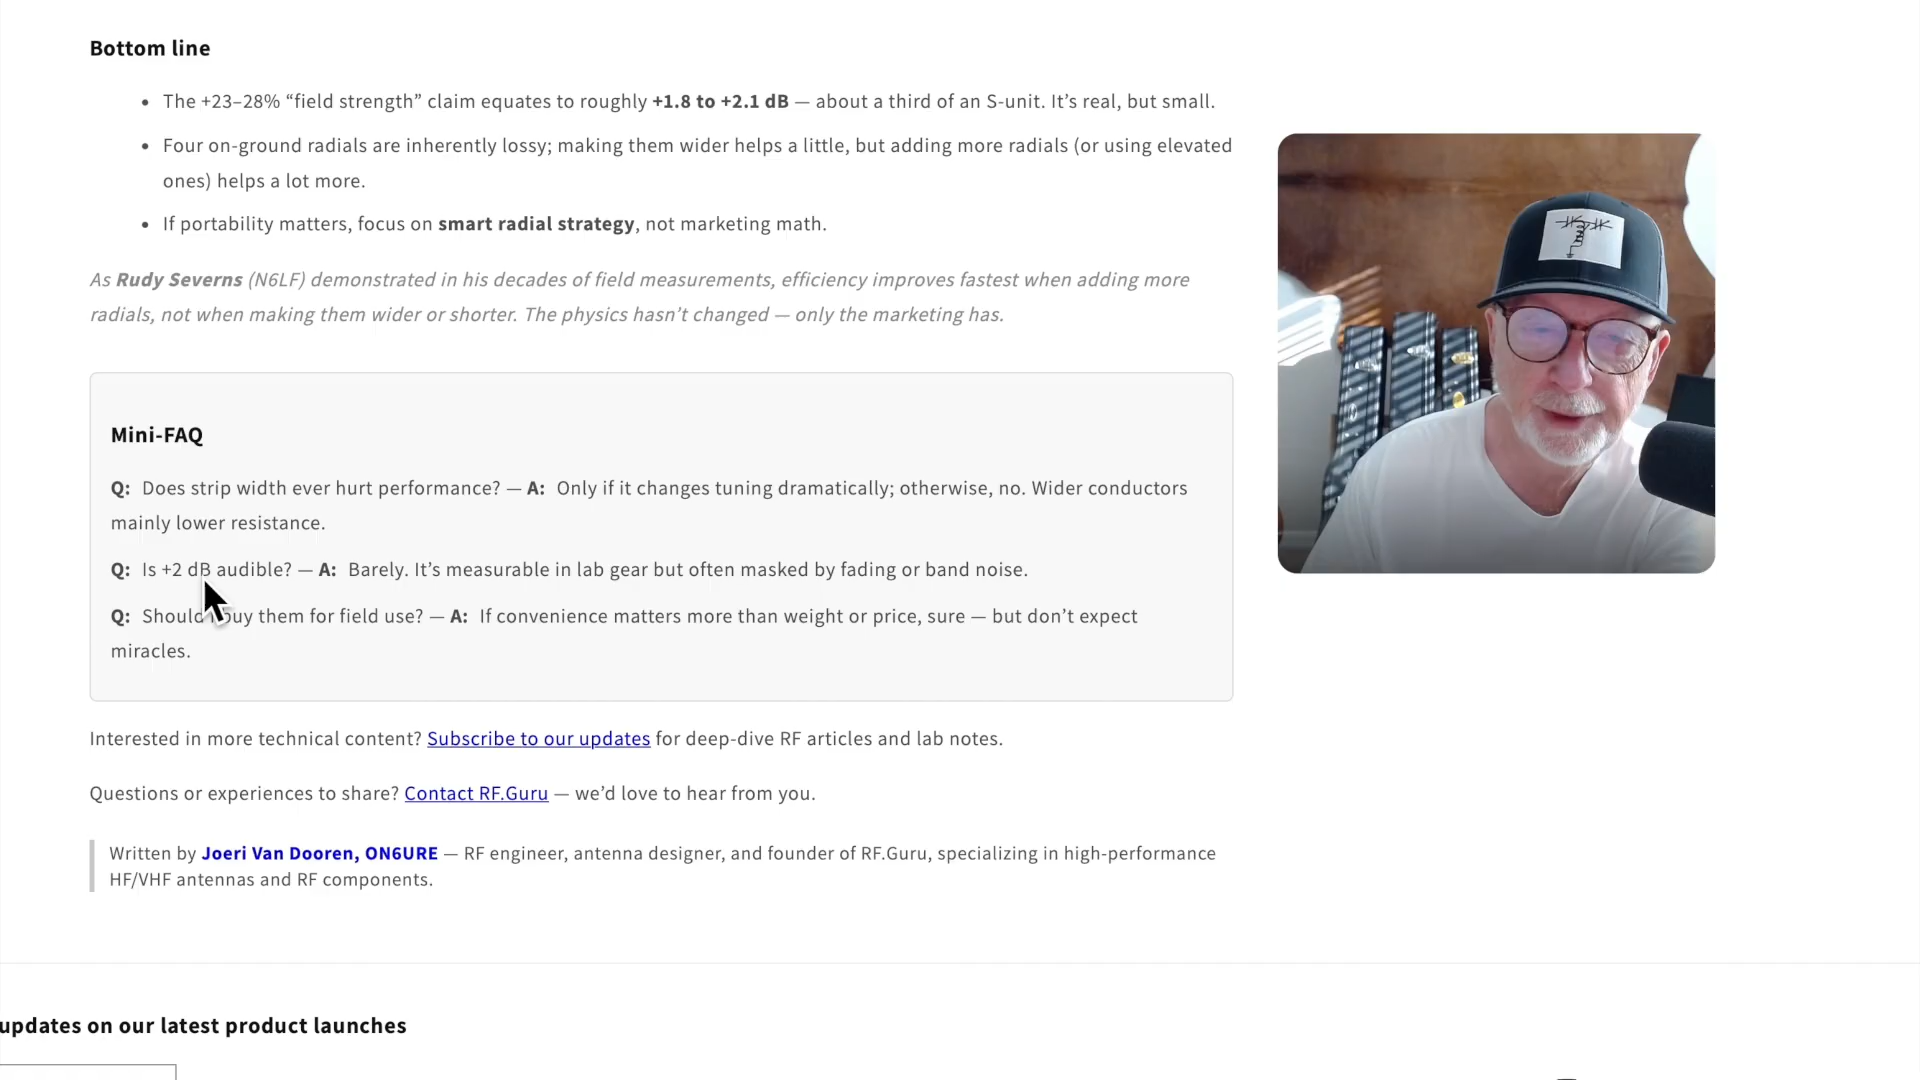 Bottom line
• The +23–28% “field strength” claim equates to roughly +1.8 to +2.1 dB — about a third of an S-unit. It’s real, but small.
• Four on-ground radials are inherently lossy; making them wider helps a little, but adding more radials (or using elevated
ones) helps a lot more.
• If portability matters, focus on smart radial strategy, not marketing math.
As Rudy Severns (N6LF) demonstrated in his decades of field measurements, efficiency improves fastest when adding more
radials, not when making them wider or shorter. The physics hasn’t changed — only the marketing has.
Mini-FAQ
Q: Does strip width ever hurt performance? — A: Only if it changes tuning dramatically; otherwise, no. Wider conductors
mainly lower resistance.
Q: Is +2 dB audible? — A: Barely. It’s measurable in lab gear but often masked by fading or band noise.
Q: Should buy them for field use? — A: If convenience matters more than weight or price, sure — but don’t expect
miracles.
Interested in more technical content? Subscribe to our updates for deep-dive RF articles and lab notes.
Questions or experiences to share? Contact RF.Guru — we’d love to hear from you.
Written by Joeri Van Dooren, ON6URE — RF engineer, antenna designer, and founder of RF.Guru, specializing in high-performance
HF/VHF antennas and RF components.
updates on our latest product launches